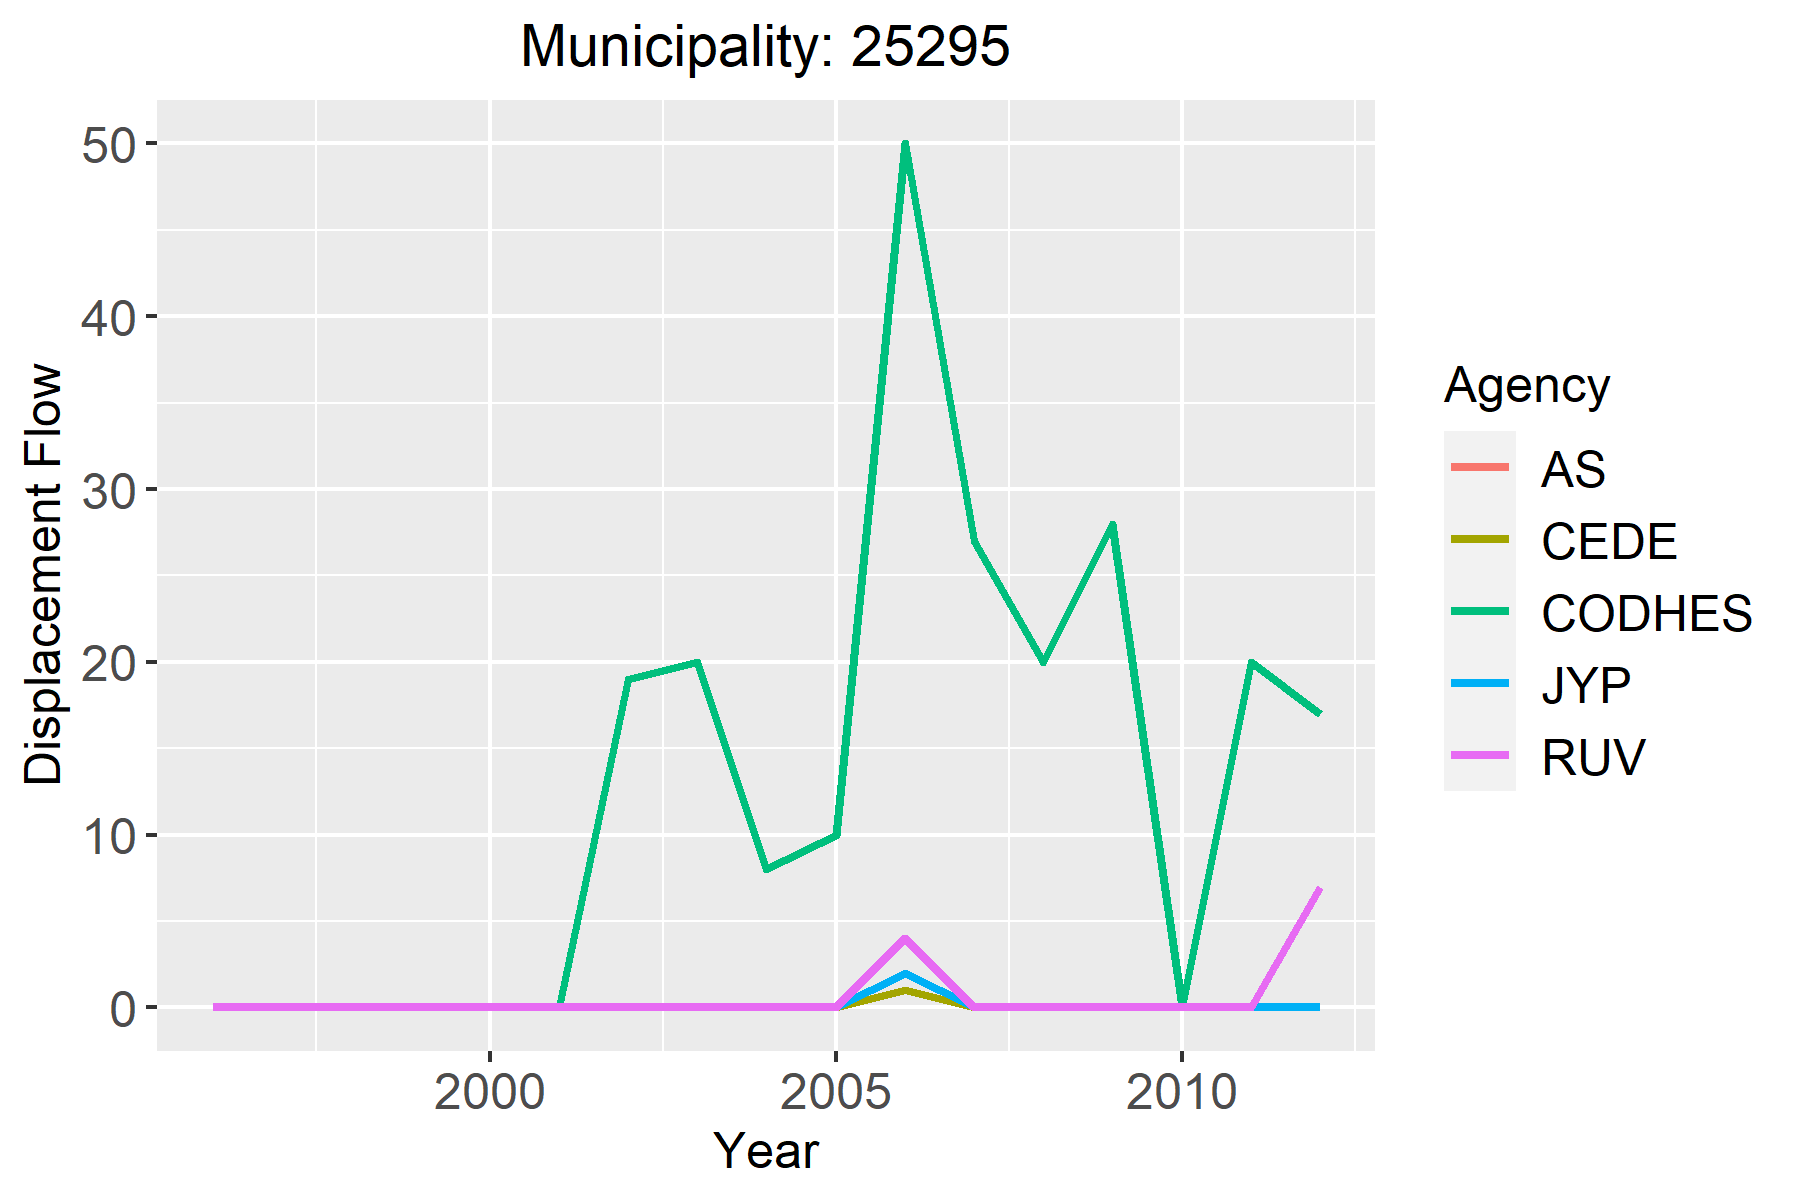 Municipality: 25295
50
40
30
20
10
0
Displacement Flow
2000 2005 2010
Year
Agency
AS
CEDE
CODHES
JYP
RUV